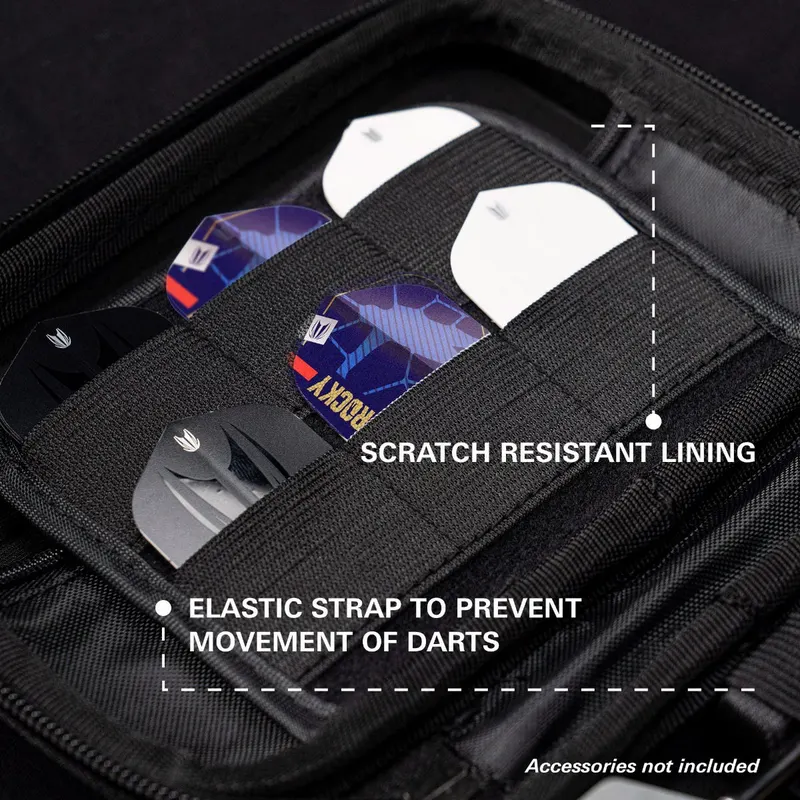 ROCKY
SCRATCH RESISTANT LINING
ELASTIC STRAP TO PREVENT
MOVEMENT OF DARTS
Accessories not included